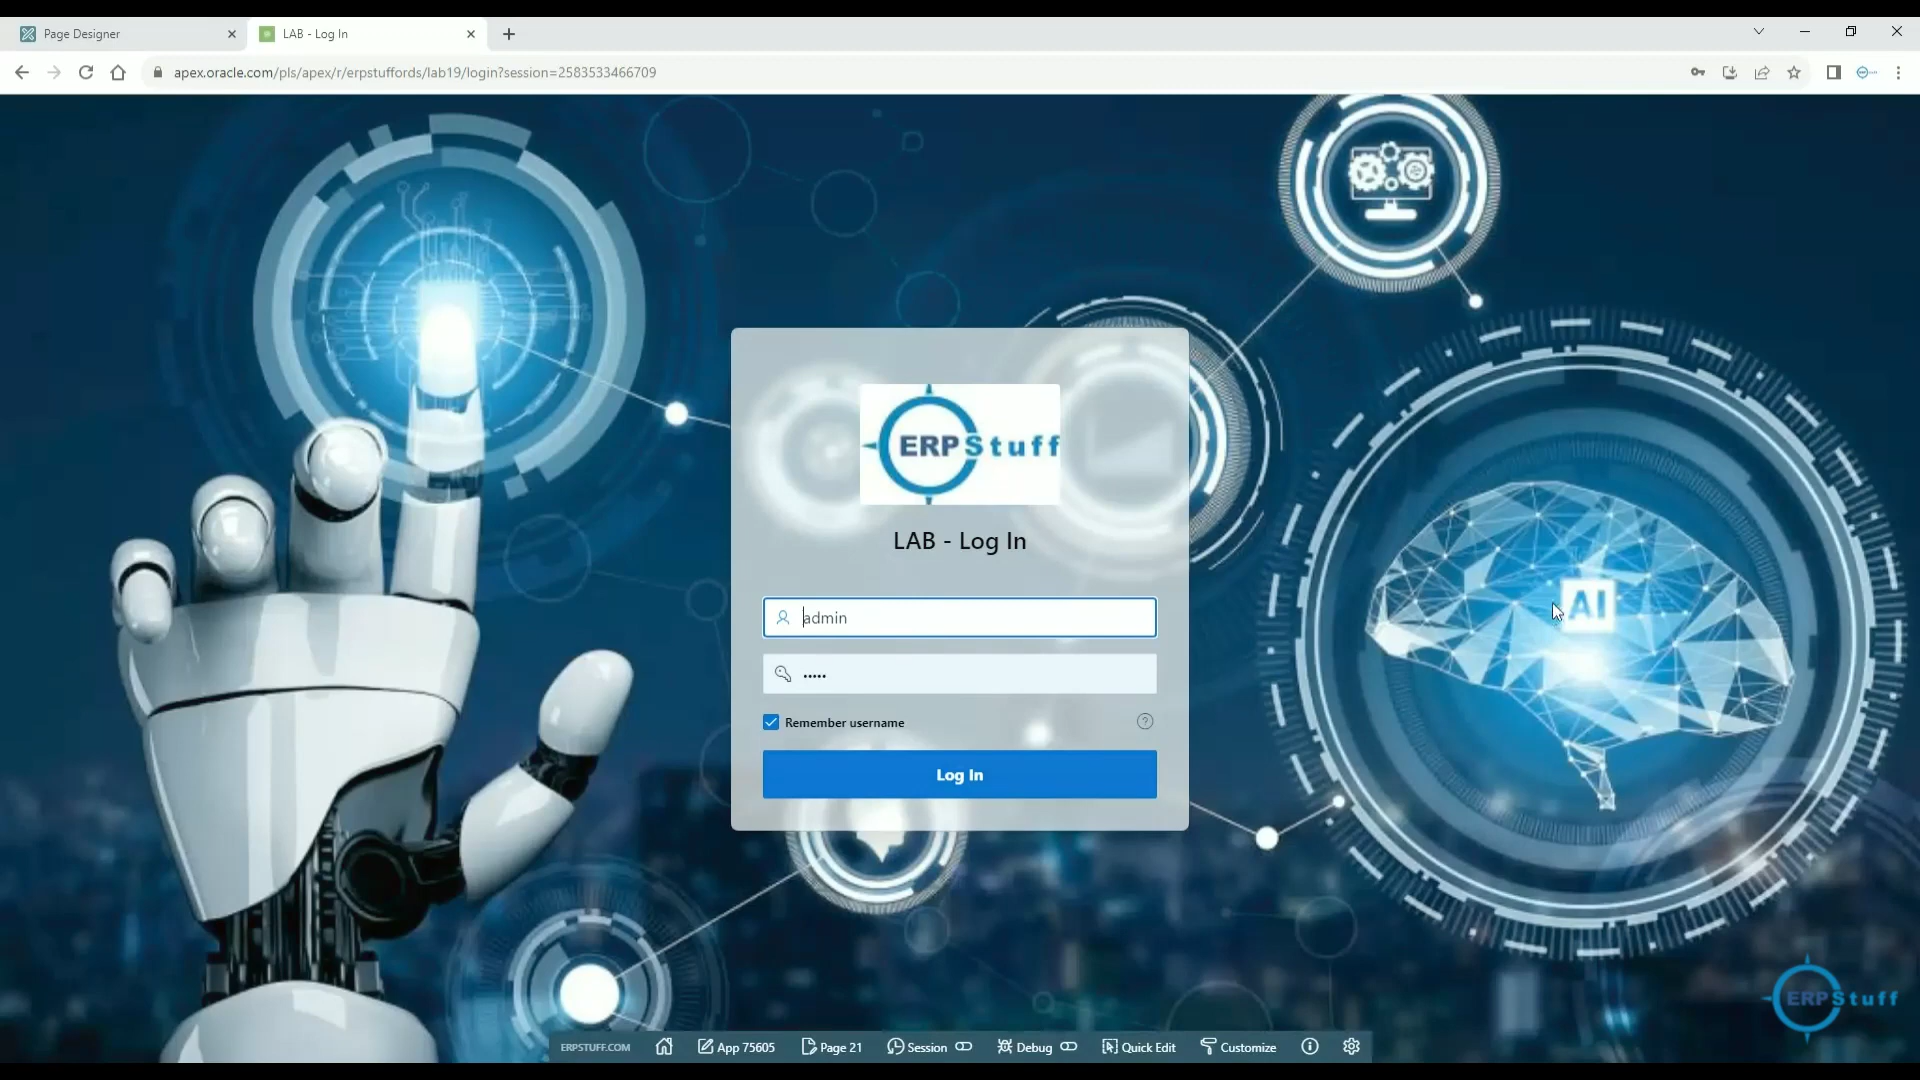 Page Designer
LAB - Log In
apex.oracle.com/pls/apex/r/erpstuffords/lab19/login?session=2583533466709
ERPStuff
LAB - Log In
admin
•••••
Remember username
Log In
AI
ERPStuff
ERPSTUFF.COM
App 75605
Page 21
Session
Debug
Quick Edit
Customize